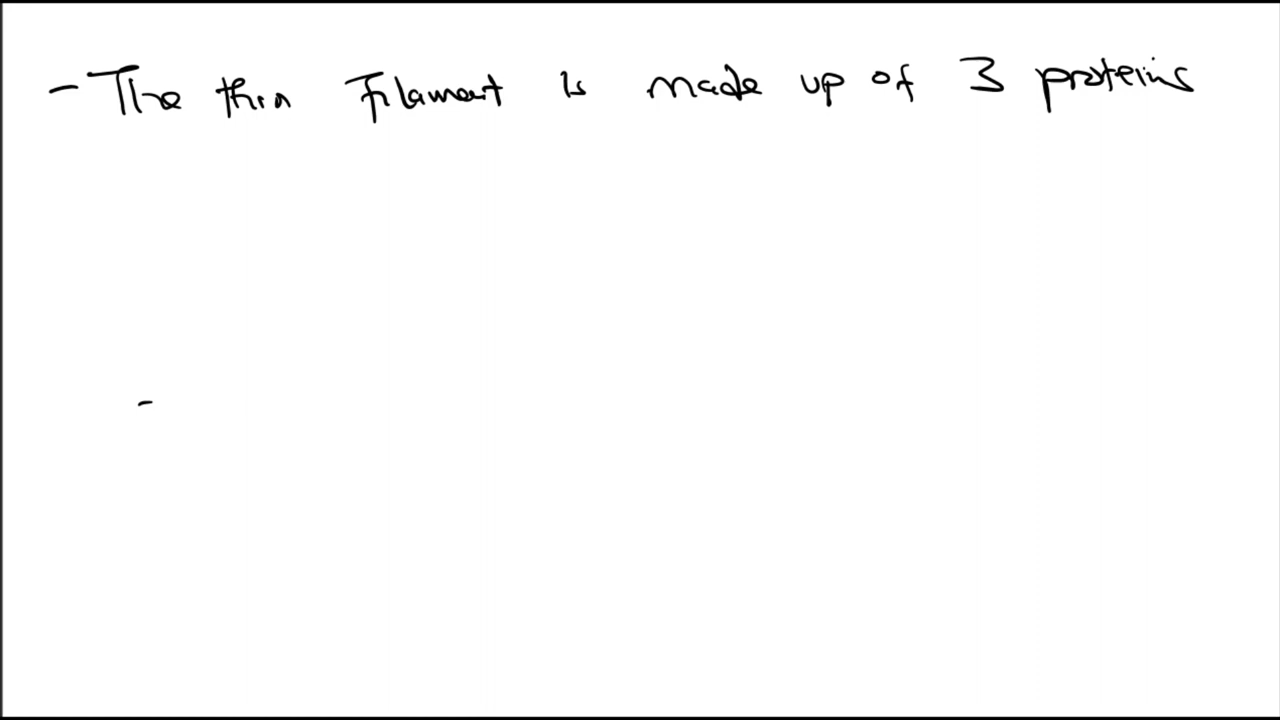 - The thin Filament is made up of 3 proteins
-